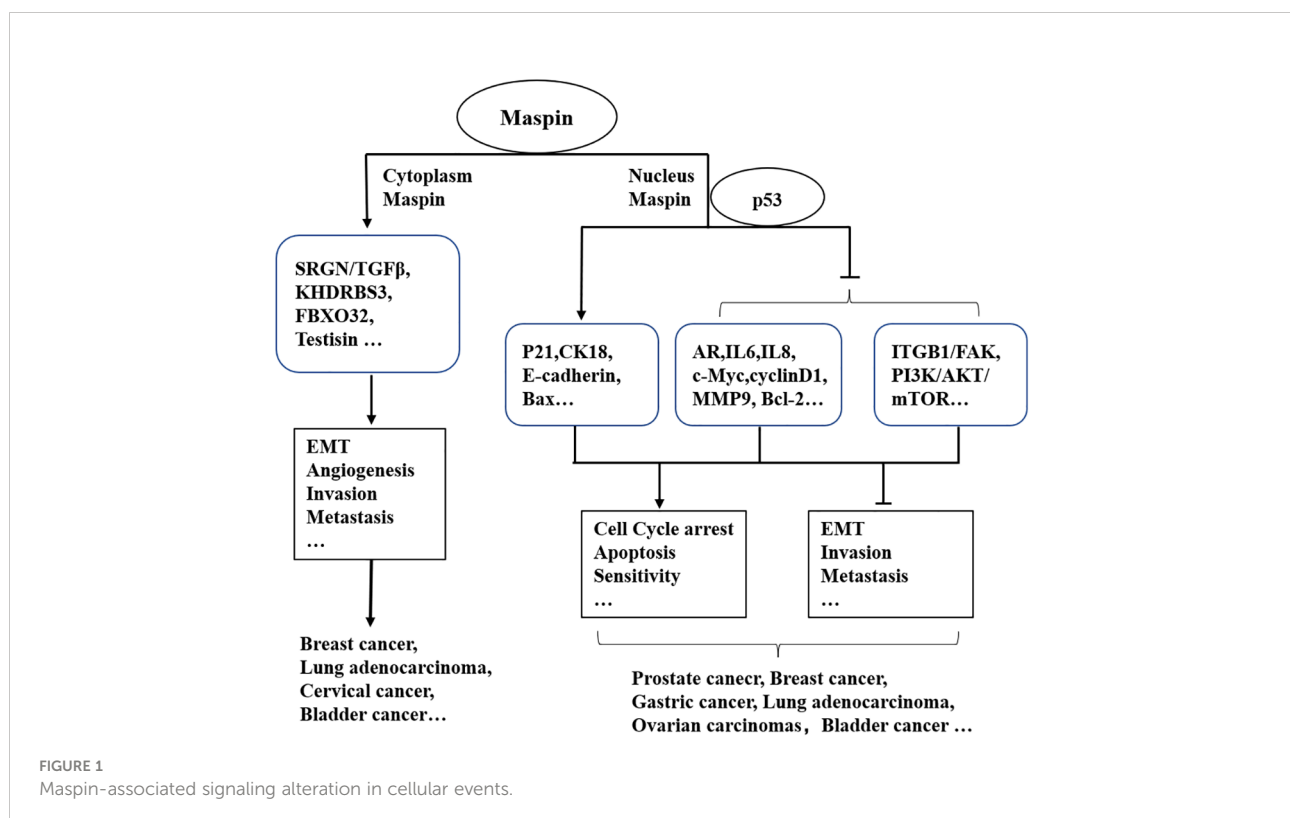 Maspin
Cytoplasm
Maspin
Nucleus
Maspin
p53
SRGN/TGFβ,
KHDRBS3,
FBXO32,
Testisin …
P21,CK18,
E-cadherin,
Bax…
AR,IL6,IL8,
c-Myc,cyclinD1,
MMP9, Bcl-2…
ITGB1/FAK,
PI3K/AKT/
mTOR…
EMT
Angiogenesis
Invasion
Metastasis
…
Cell Cycle arrest
Apoptosis
Sensitivity
…
EMT
Invasion
Metastasis
…
Breast cancer,
Lung adenocarcinoma,
Cervical cancer,
Bladder cancer…
Prostate canecr, Breast cancer,
Gastric cancer, Lung adenocarcinoma,
Ovarian carcinomas，Bladder cancer …
FIGURE 1
Maspin-associated signaling alteration in cellular events.